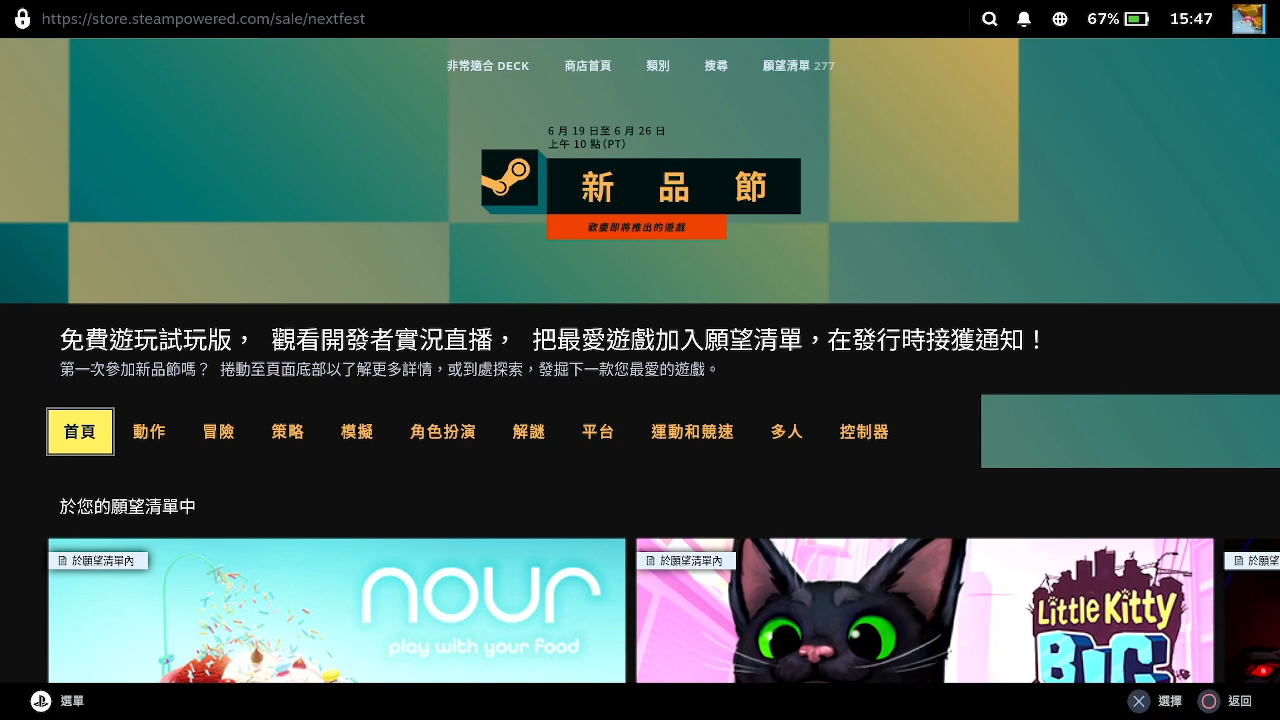 https://store.steampowered.com/sale/nextfest
67%
15:47
非常適合 DECK 商店首頁 類別 搜尋 願望清單 277
6 月 19 日至 6 月 26 日
上午 10 點(PT)
新品節
歡慶即將推出的遊戲
免費遊玩試玩版， 觀看開發者實況直播， 把最愛遊戲加入願望清單，在發行時接獲通知！
第一次參加新品節嗎？ 捲動至頁面底部以了解更多詳情，或到處探索，發掘下一款您最愛的遊戲。
首頁 動作 冒險 策略 模擬 角色扮演 解謎 平台 運動和競速 多人 控制器
於您的願望清單中
於願望清單內
nour
play with your food
於願望清單內
Little Kitty
BIG
於願望
選單
選擇
返回